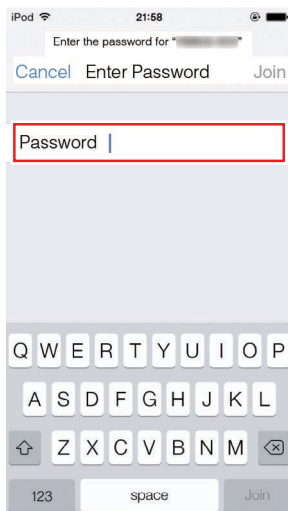 iPod 21:58
Enter the password for " "
Cancel Enter Password Join
Password
Q W E R T Y U I O P
A S D F G H J K L
Z X C V B N M
123 space Join